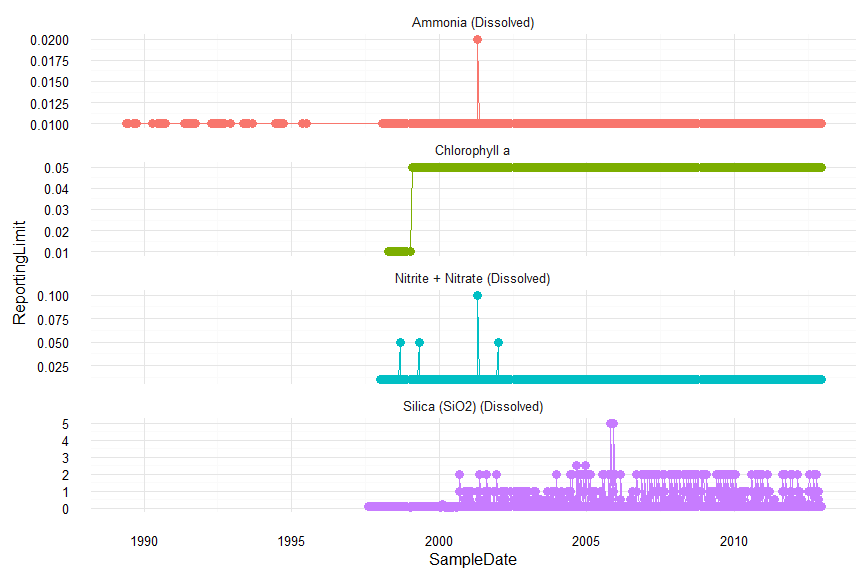 Ammonia (Dissolved)
0.0200
0.0175
0.0150
0.0125
0.0100
Chlorophyll a
0.05
0.04
0.03
0.02
0.01
Nitrite + Nitrate (Dissolved)
0.100
0.075
0.050
0.025
Silica (SiO2) (Dissolved)
5
4
3
2
1
0
ReportingLimit
1990 1995 2000 2005 2010
SampleDate